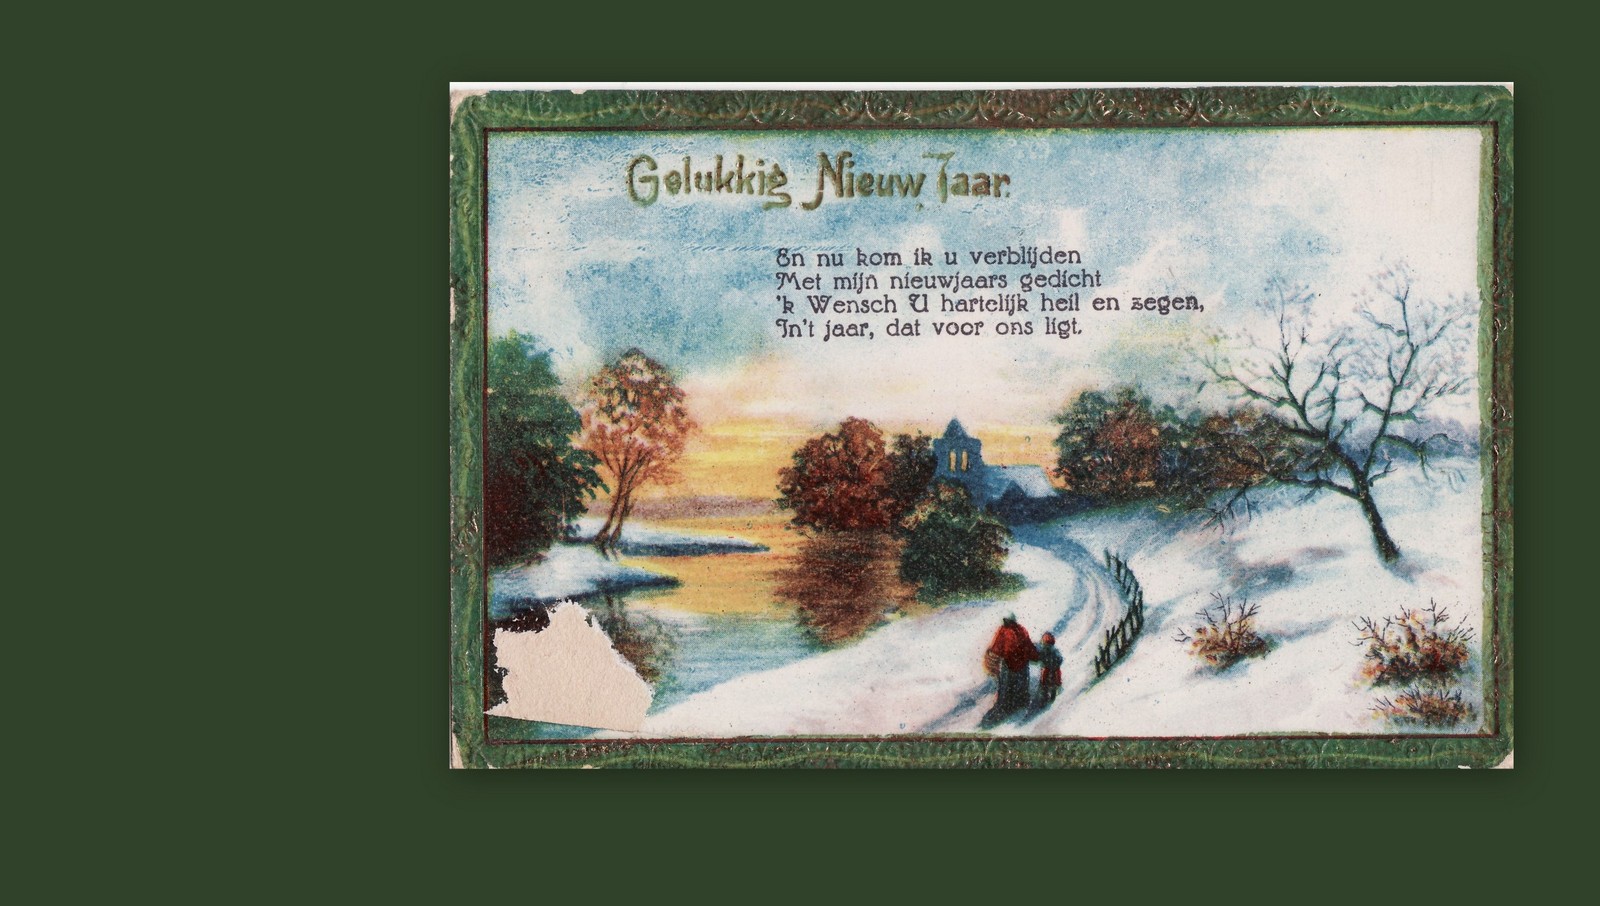 Gelukkig Nieuw Jaar.
En nu kom ik u verblijden
Met mijn nieuwjaars gedicht
'k Wensch U hartelijk heil en zegen,
In't jaar, dat voor ons ligt.